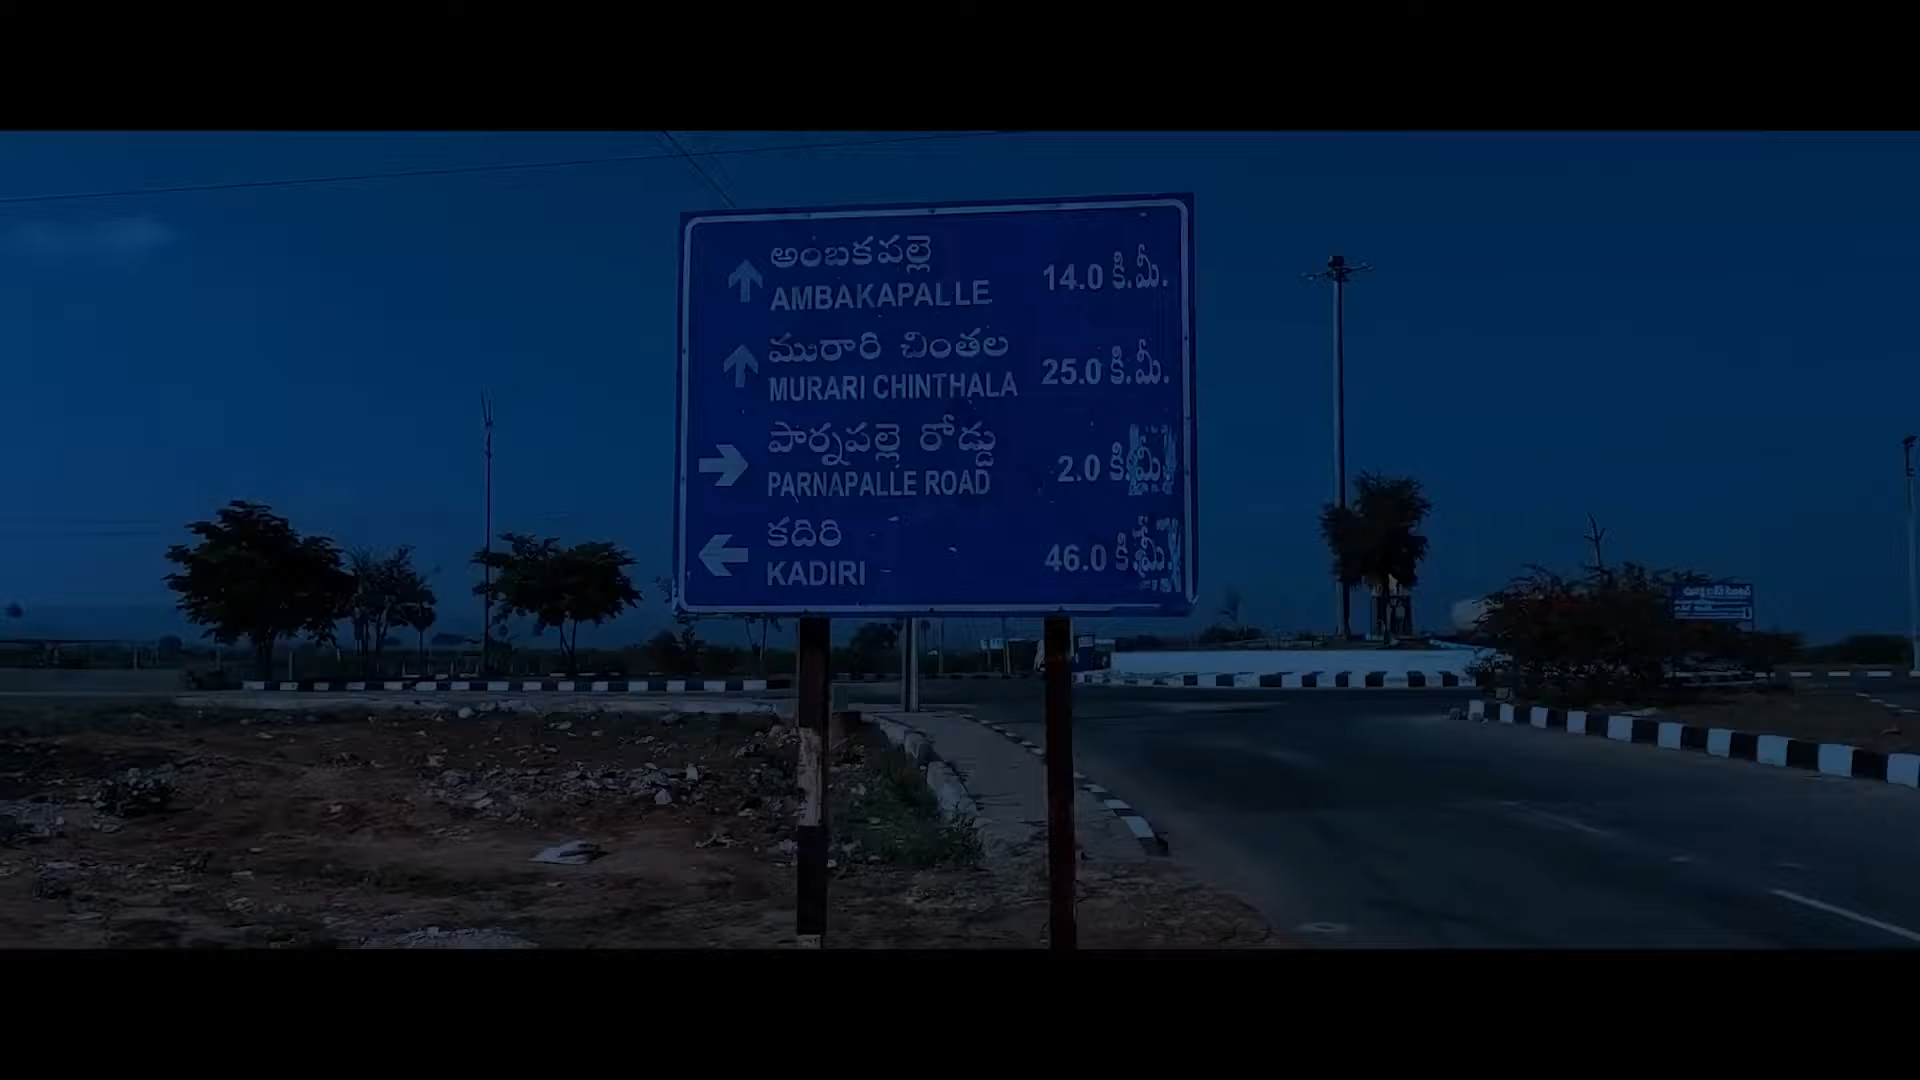 అంబకపల్లె
AMBAKAPALLE 14.0 కి.మీ.
మురారి చింతల
MURARI CHINTHALA 25.0 కి.మీ.
పార్నపల్లె రోడ్డు
PARNAPALLE ROAD 2.0 కి.మీ.
కదిరి
KADIRI 46.0 కి.మీ.